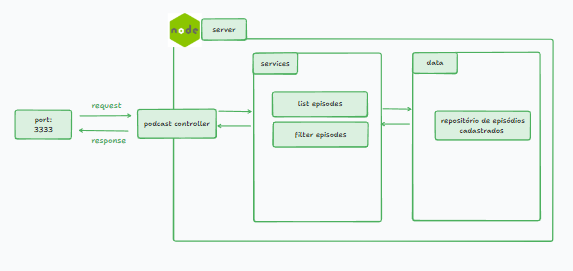 node
server
services
data
request
port:
3333
response
podcast controller
list episodes
filter episodes
repositório de episódios
cadastrados